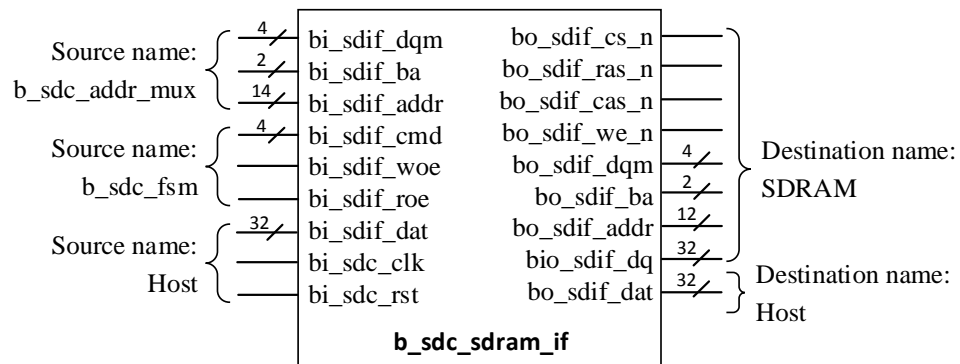 Source name:
b_sdc_addr_mux
4
bi_sdif_dqm
2
bi_sdif_ba
14
bi_sdif_addr
Source name:
b_sdc_fsm
4
bi_sdif_cmd
bi_sdif_woe
bi_sdif_roe
Source name:
Host
32
bi_sdif_dat
bi_sdc_clk
bi_sdc_rst
bo_sdif_cs_n
bo_sdif_ras_n
bo_sdif_cas_n
bo_sdif_we_n
bo_sdif_dqm
4
bo_sdif_ba
2
bo_sdif_addr
12
bio_sdif_dq
32
Destination name:
SDRAM
bo_sdif_dat
32
Destination name:
Host
b_sdc_sdram_if